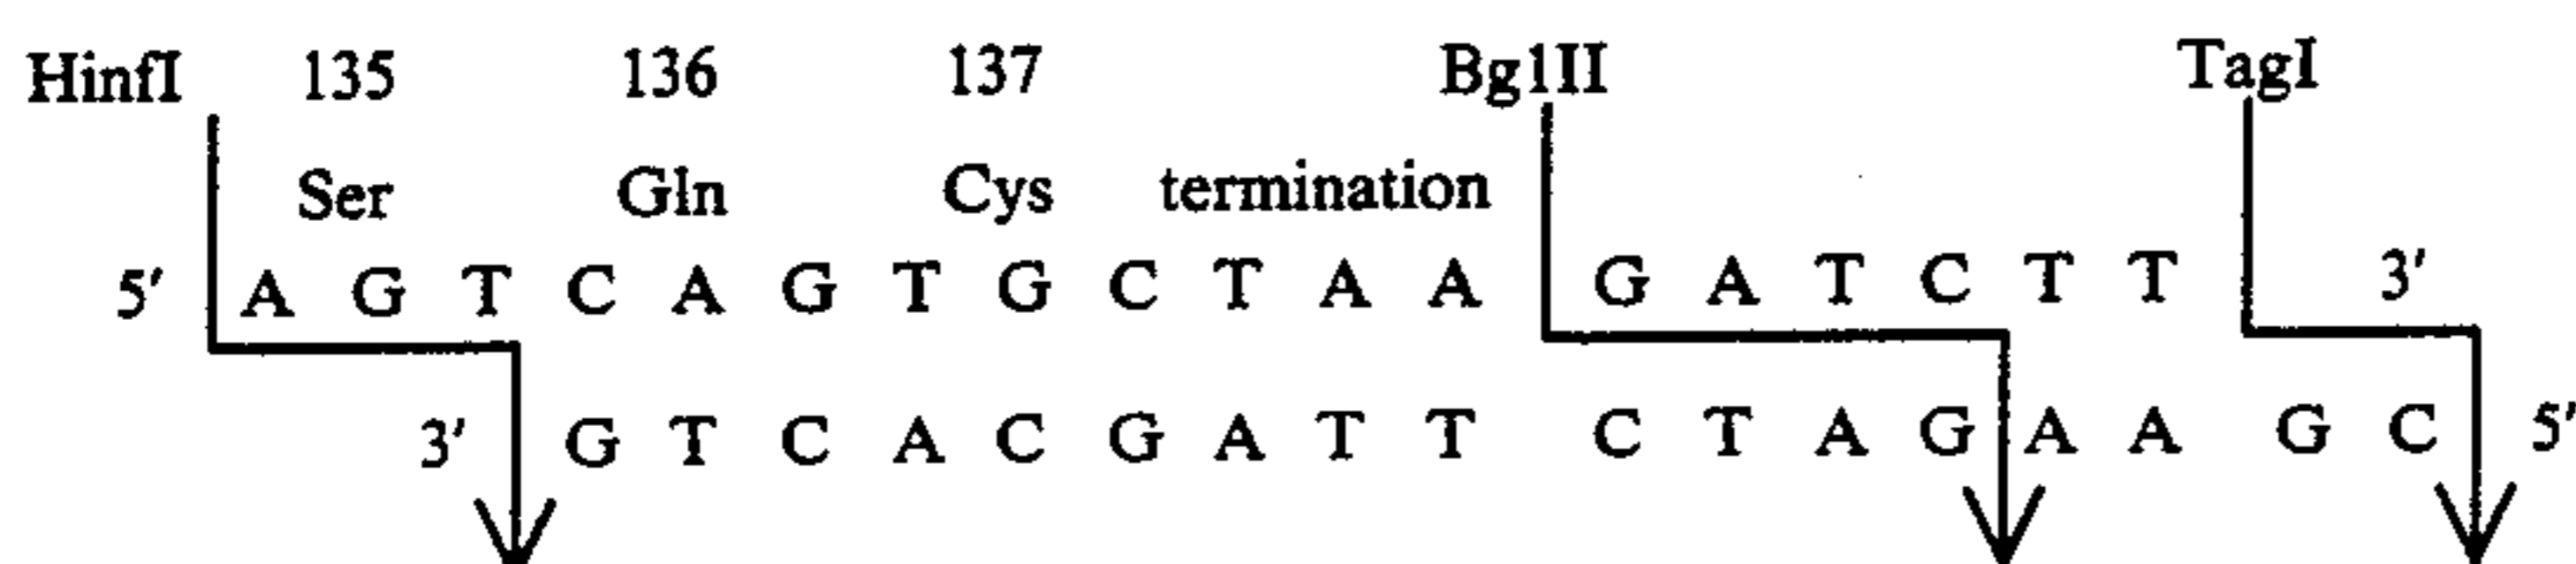 HinfI 135 136 137 Bg1II TagI
Ser Gln Cys termination
5′ A G T C A G T G C T A A G A T C T T 3′
3′ G T C A C G A T T C T A G A A G C 5′